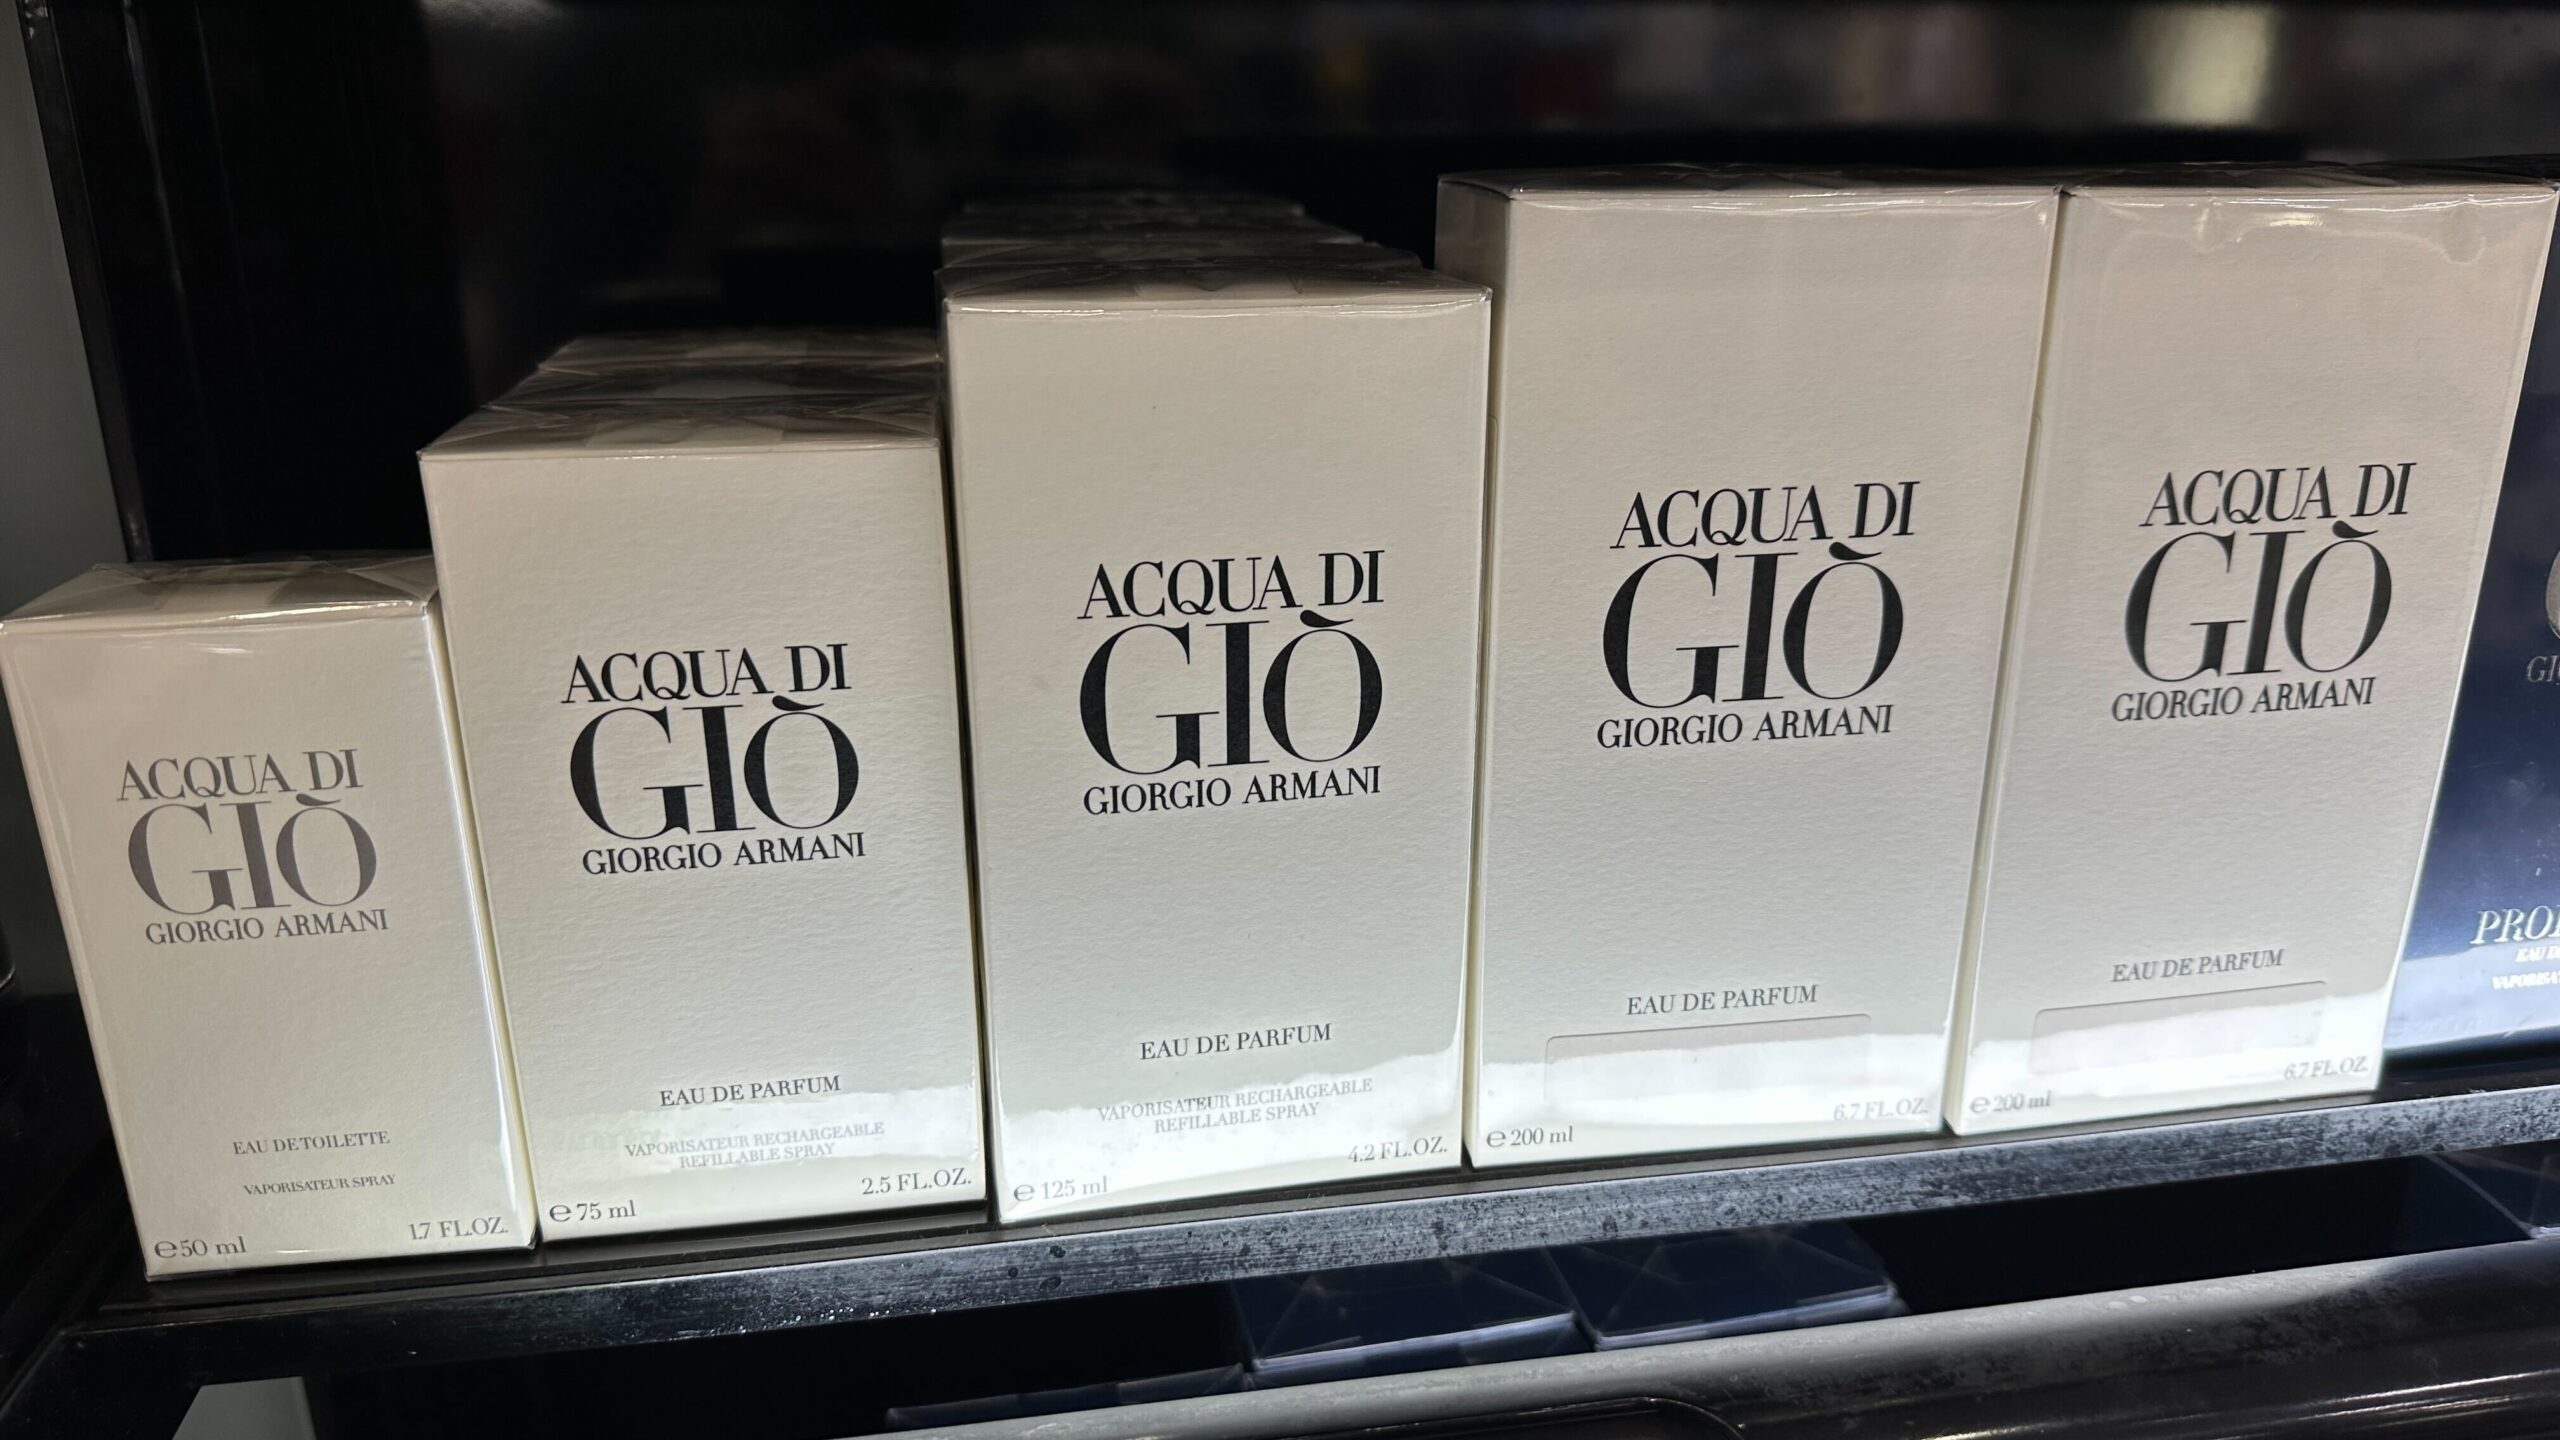 ACQUA DI
GIÒ
GIORGIO ARMANI
EAU DE TOILETTE
VAPORISATEUR SPRAY
℮50 ml
1.7 FL.OZ.
ACQUA DI
GIÒ
GIORGIO ARMANI
EAU DE PARFUM
VAPORISATEUR RECHARGEABLE
REFILLABLE SPRAY
℮75 ml
2.5 FL.OZ.
ACQUA DI
GIÒ
GIORGIO ARMANI
EAU DE PARFUM
VAPORISATEUR RECHARGEABLE
REFILLABLE SPRAY
℮125 ml
4.2 FL.OZ.
ACQUA DI
GIÒ
GIORGIO ARMANI
EAU DE PARFUM
℮200 ml
6.7 FL.OZ.
ACQUA DI
GIÒ
GIORGIO ARMANI
EAU DE PARFUM
℮200 ml
6.7 FL.OZ.
EAU